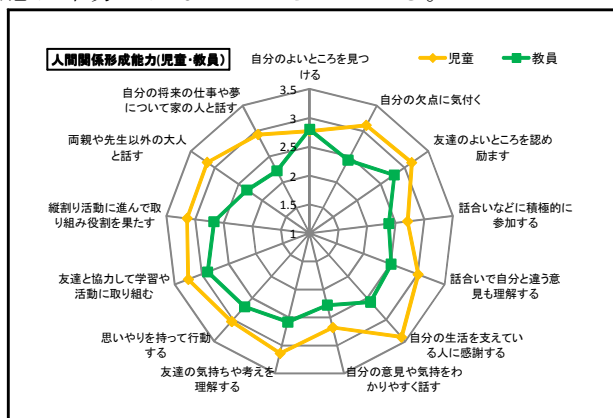 人間関係形成能力(児童・教員)
児童
教員
自分のよいところを見つ
ける
自分の欠点に気付く
友達のよいところを認め
励ます
話合いなどに積極的に
参加する
話合いで自分と違う意
見も理解する
自分の生活を支えてい
る人に感謝する
自分の意見や気持をわ
かりやすく話す
友達の気持ちや考えを
理解する
思いやりを持って行動
する
友達と協力して学習や
活動に取り組む
縦割り活動に進んで取
り組み役割を果たす
両親や先生以外の大人
と話す
自分の将来の仕事や夢
について家の人と話す
3.5
3
2.5
2
1.5
1